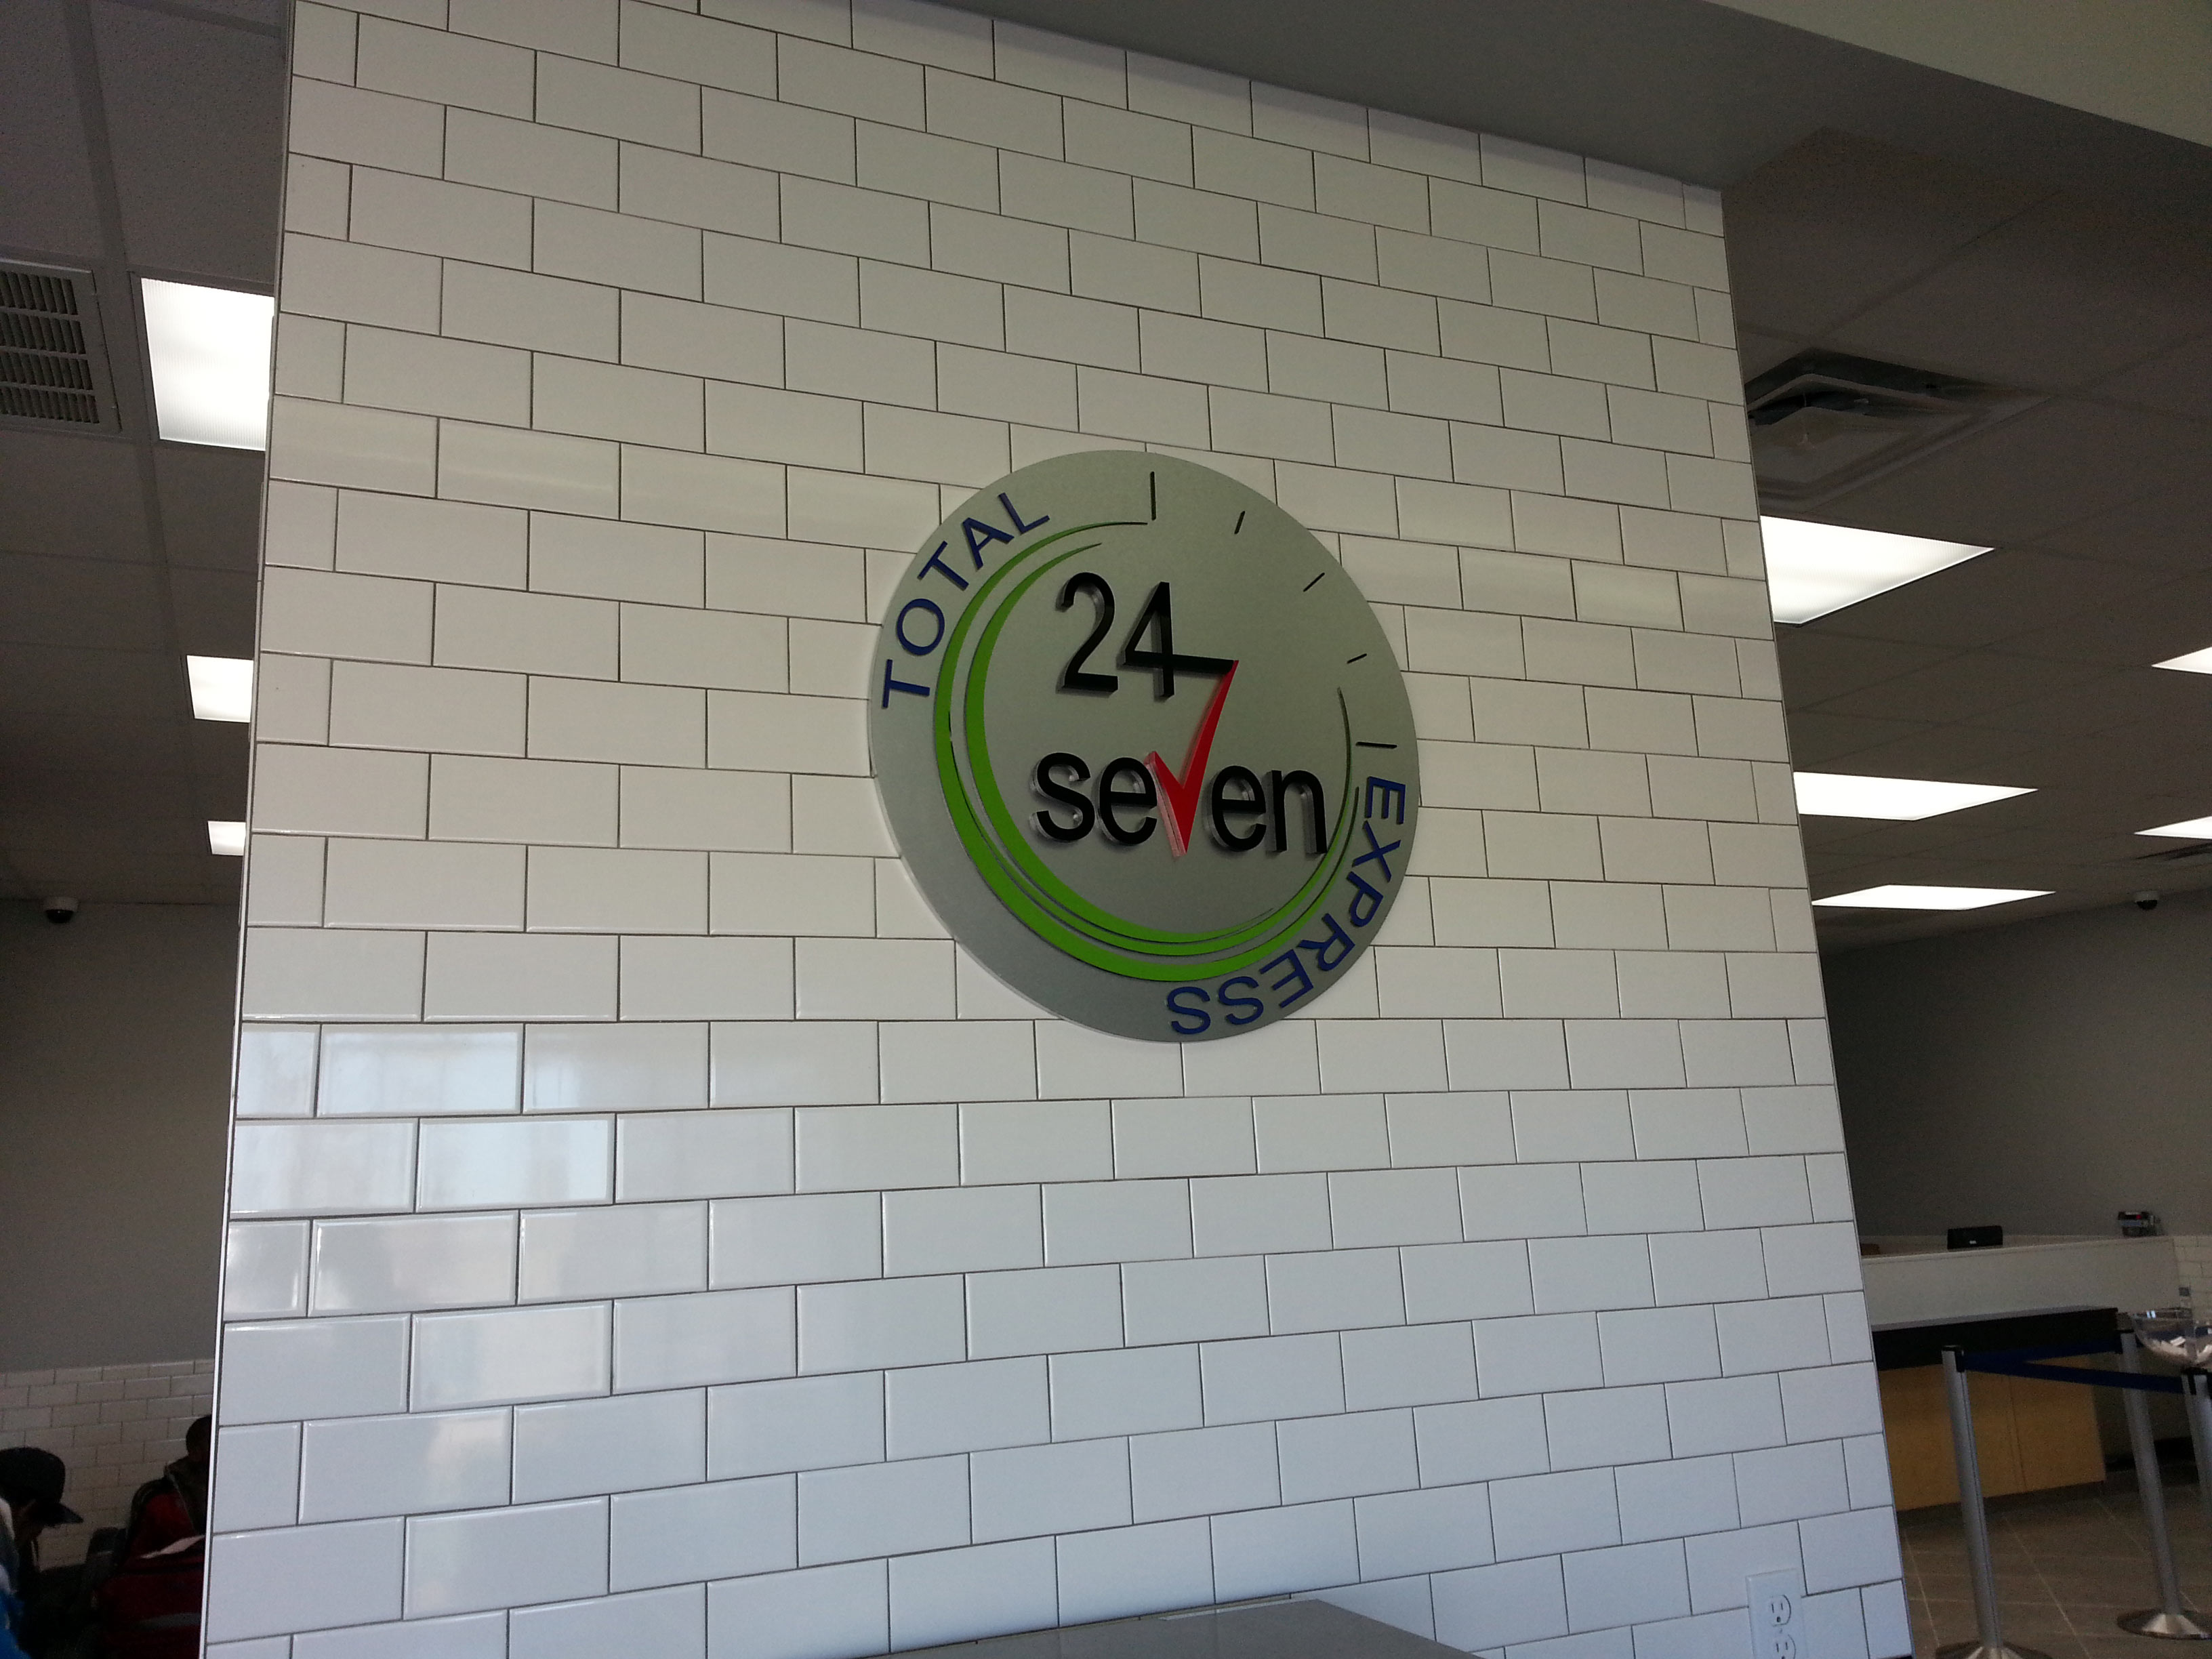 TOTAL
24
seven
EXPRESS